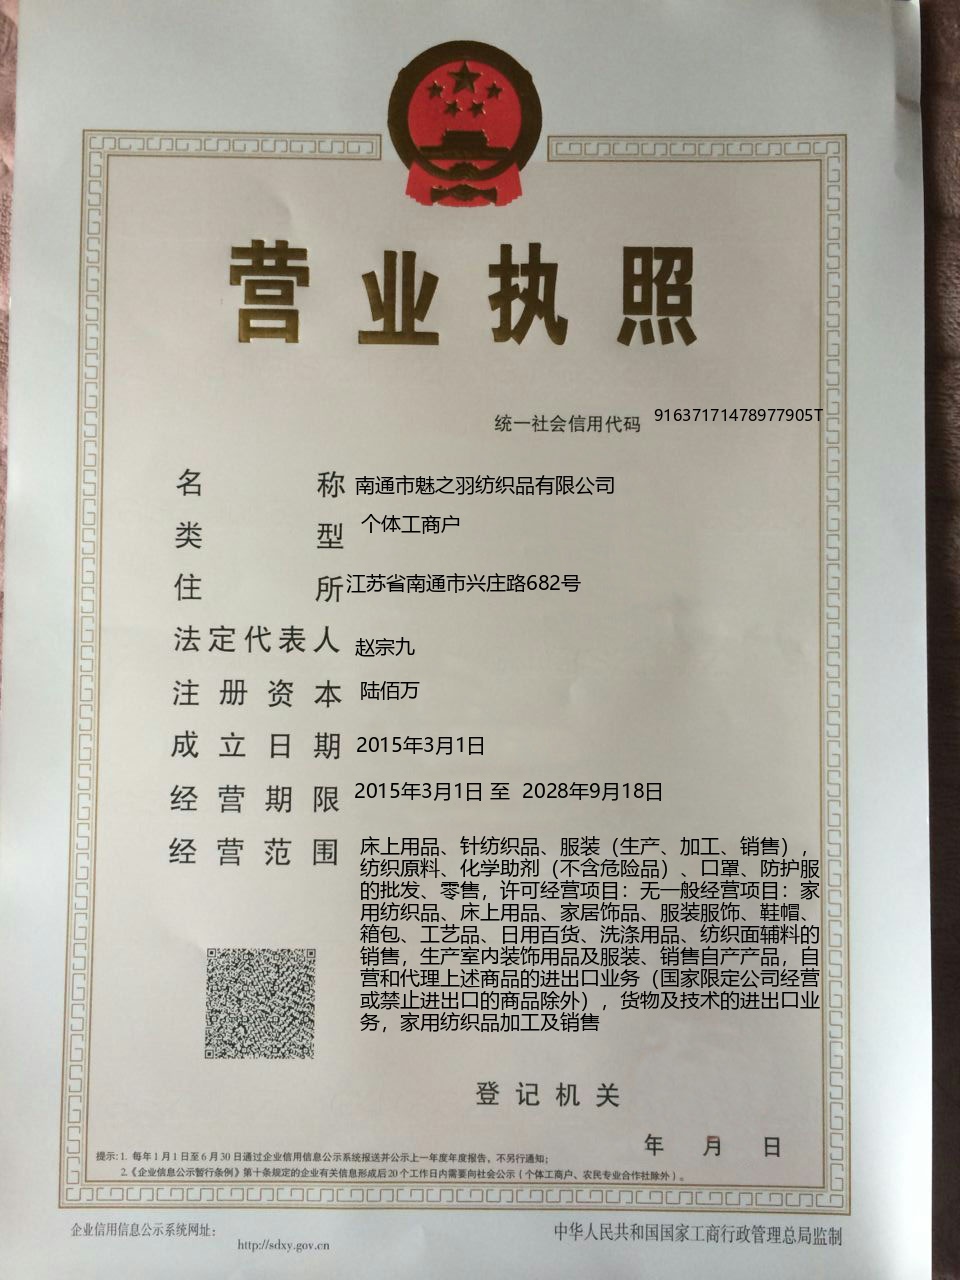 营业执照
统一社会信用代码 91637171478977905T
名称 南通市魅之羽纺织品有限公司
类型 个体工商户
住所 江苏省南通市兴庄路682号
法定代表人 赵宗九
注册资本 陆佰万
成立日期 2015年3月1日
经营期限 2015年3月1日 至 2028年9月18日
经营范围 床上用品、针纺织品、服装（生产、加工、销售），
纺织原料、化学助剂（不含危险品）、口罩、防护服
的批发、零售，许可经营项目：无一般经营项目：家
用纺织品、床上用品、家居饰品、服装服饰、鞋帽、
箱包、工艺品、日用百货、洗涤用品、纺织面辅料的
销售，生产室内装饰用品及服装、销售自产产品，自
营和代理上述商品的进出口业务（国家限定公司经营
或禁止进出口的商品除外），货物及技术的进出口业
务，家用纺织品加工及销售
登记机关
年 月 日
提示: 1. 每年1月1日至6月30日通过企业信用信息公示系统报送并公示上一年度年度报告，不另行通知；
2.《企业信息公示暂行条例》第十条规定的企业有关信息形成后20个工作日内需要向社会公示（个体工商户、农民专业合作社除外）。
企业信用信息公示系统网址：
http://sdxy.gov.cn
中华人民共和国国家工商行政管理总局监制